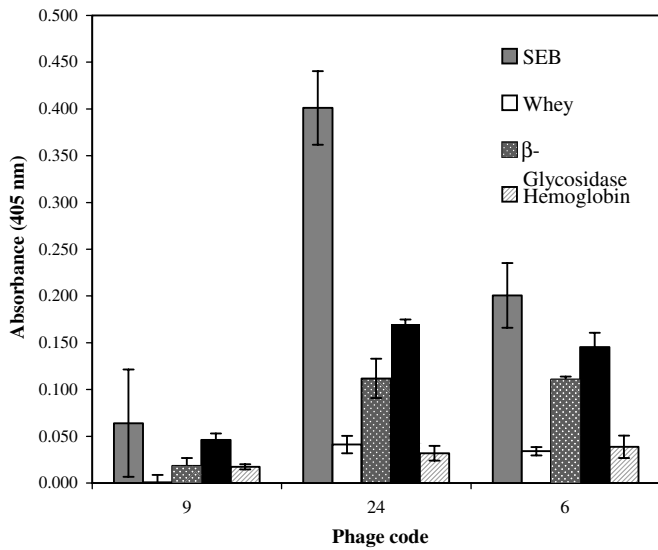 0.500
0.450
0.400
0.350
0.300
0.250
0.200
0.150
0.100
0.050
0.000
Absorbance (405 nm)
SEB
Whey
β-
Glycosidase
Hemoglobin
9 24 6
Phage code